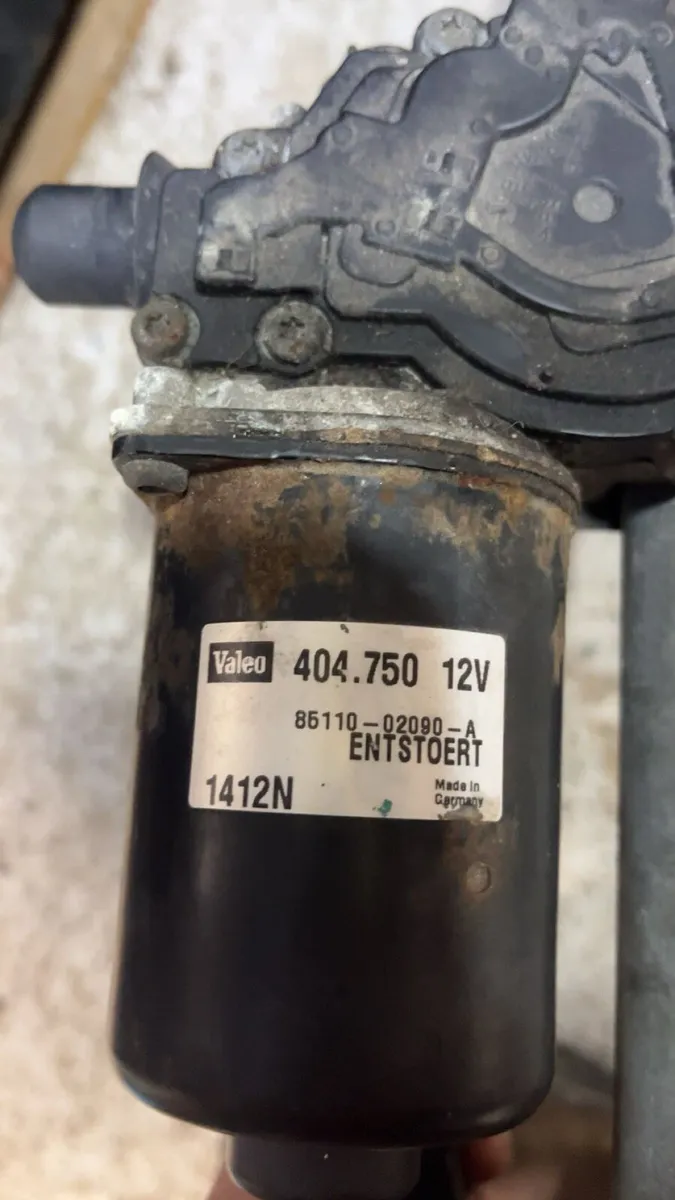 Valeo 404.750 12V
85110-02090-A
ENTSTOERT
1412N
Made in
Germany